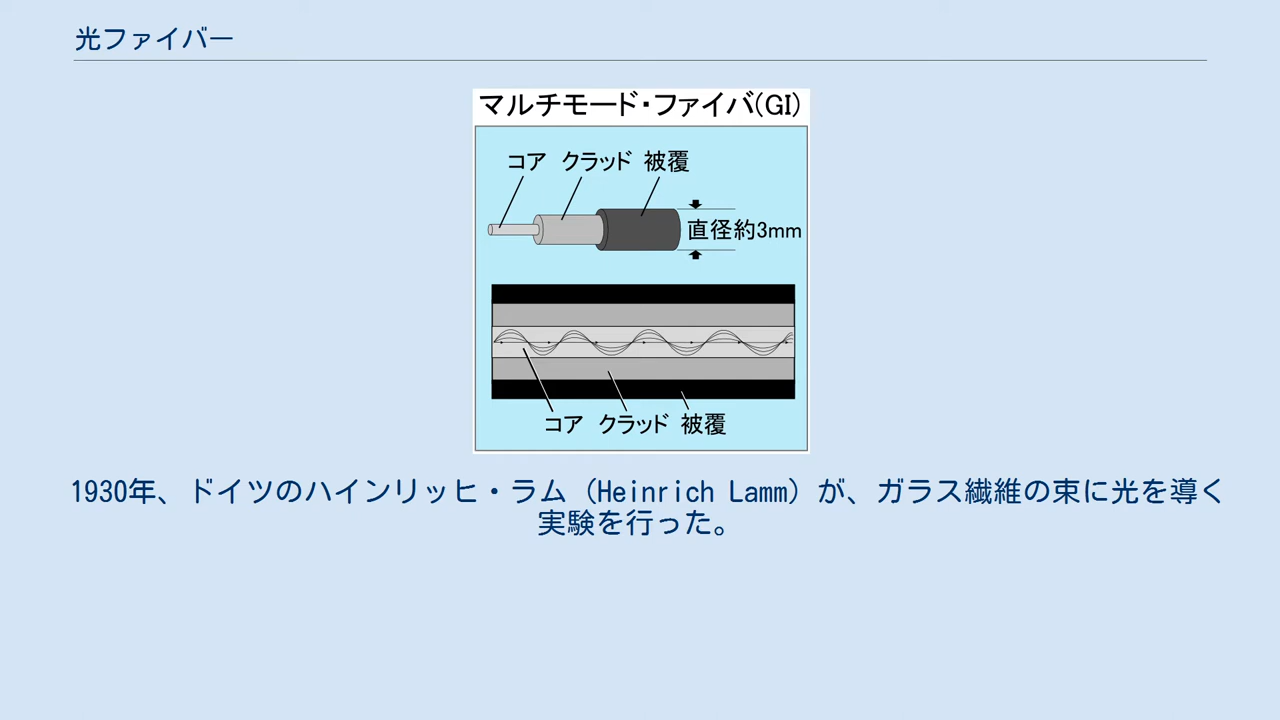 光ファイバー
マルチモード・ファイバ(GI)
コア クラッド 被覆
直径約3mm
コア クラッド 被覆
1930年、ドイツのハインリッヒ・ラム（Heinrich Lamm）が、ガラス繊維の束に光を導く
実験を行った。